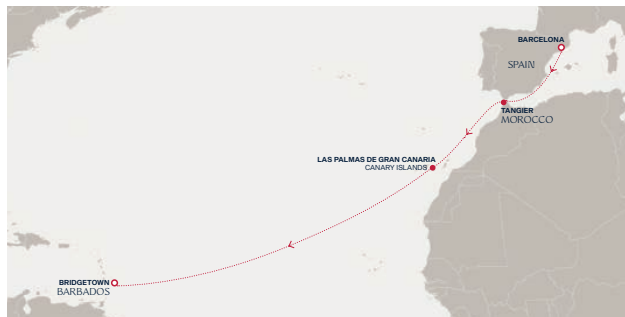 BARCELONA
SPAIN
TANGIER
MOROCCO
LAS PALMAS DE GRAN CANARIA
CANARY ISLANDS
BRIDGETOWN
BARBADOS